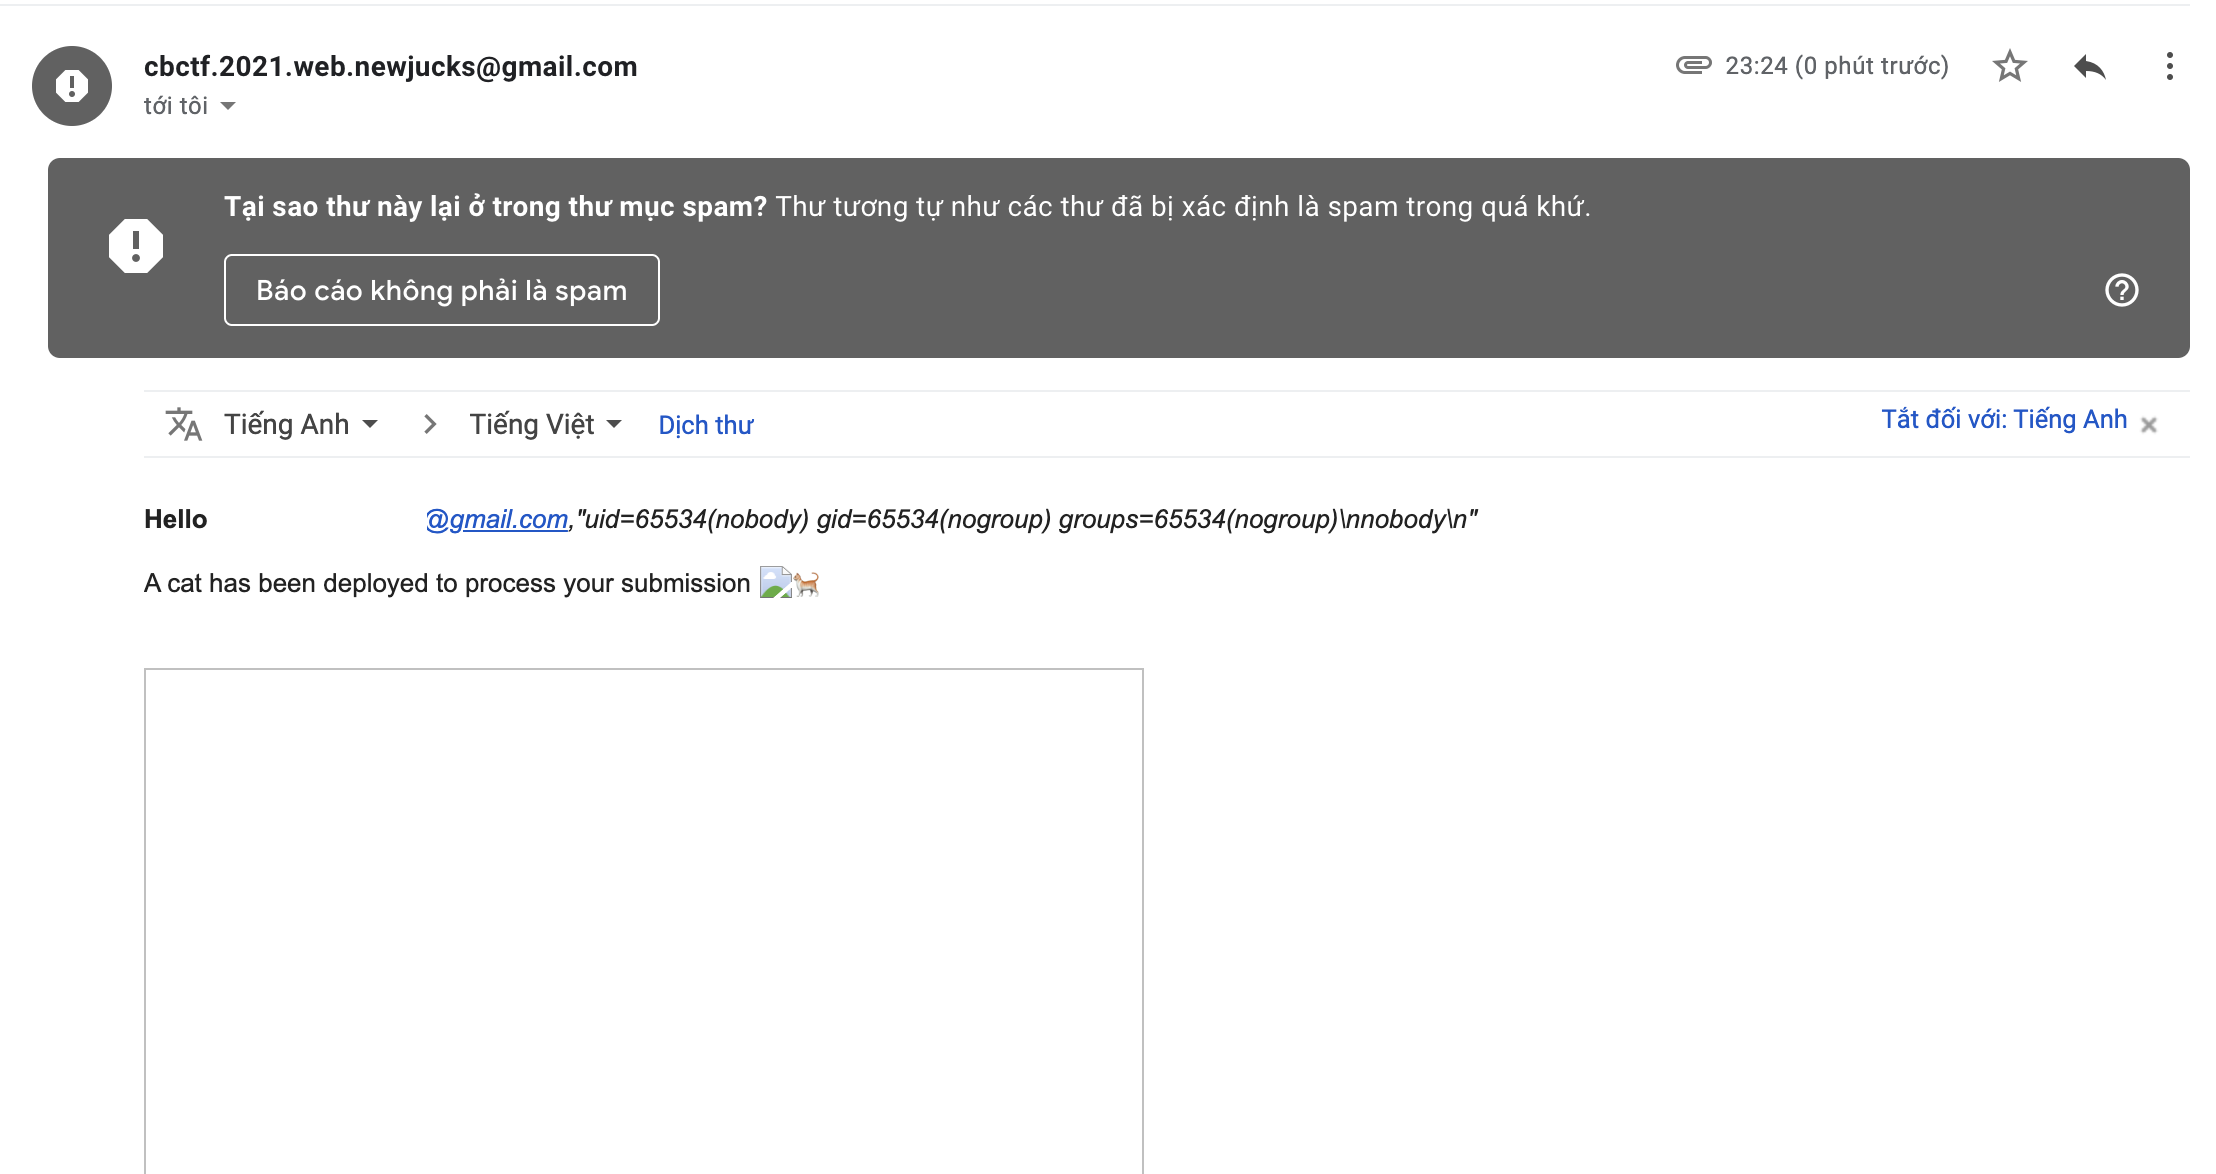 cbctf.2021.web.newjucks@gmail.com
23:24 (0 phút trước)
tới tôi
Tại sao thư này lại ở trong thư mục spam? Thư tương tự như các thư đã bị xác định là spam trong quá khứ.
Báo cáo không phải là spam
Tiếng Anh > Tiếng Việt Dịch thư Tắt đối với: Tiếng Anh ×
Hello @gmail.com,"uid=65534(nobody) gid=65534(nogroup) groups=65534(nogroup)\nnobody\n"
A cat has been deployed to process your submission 🐈